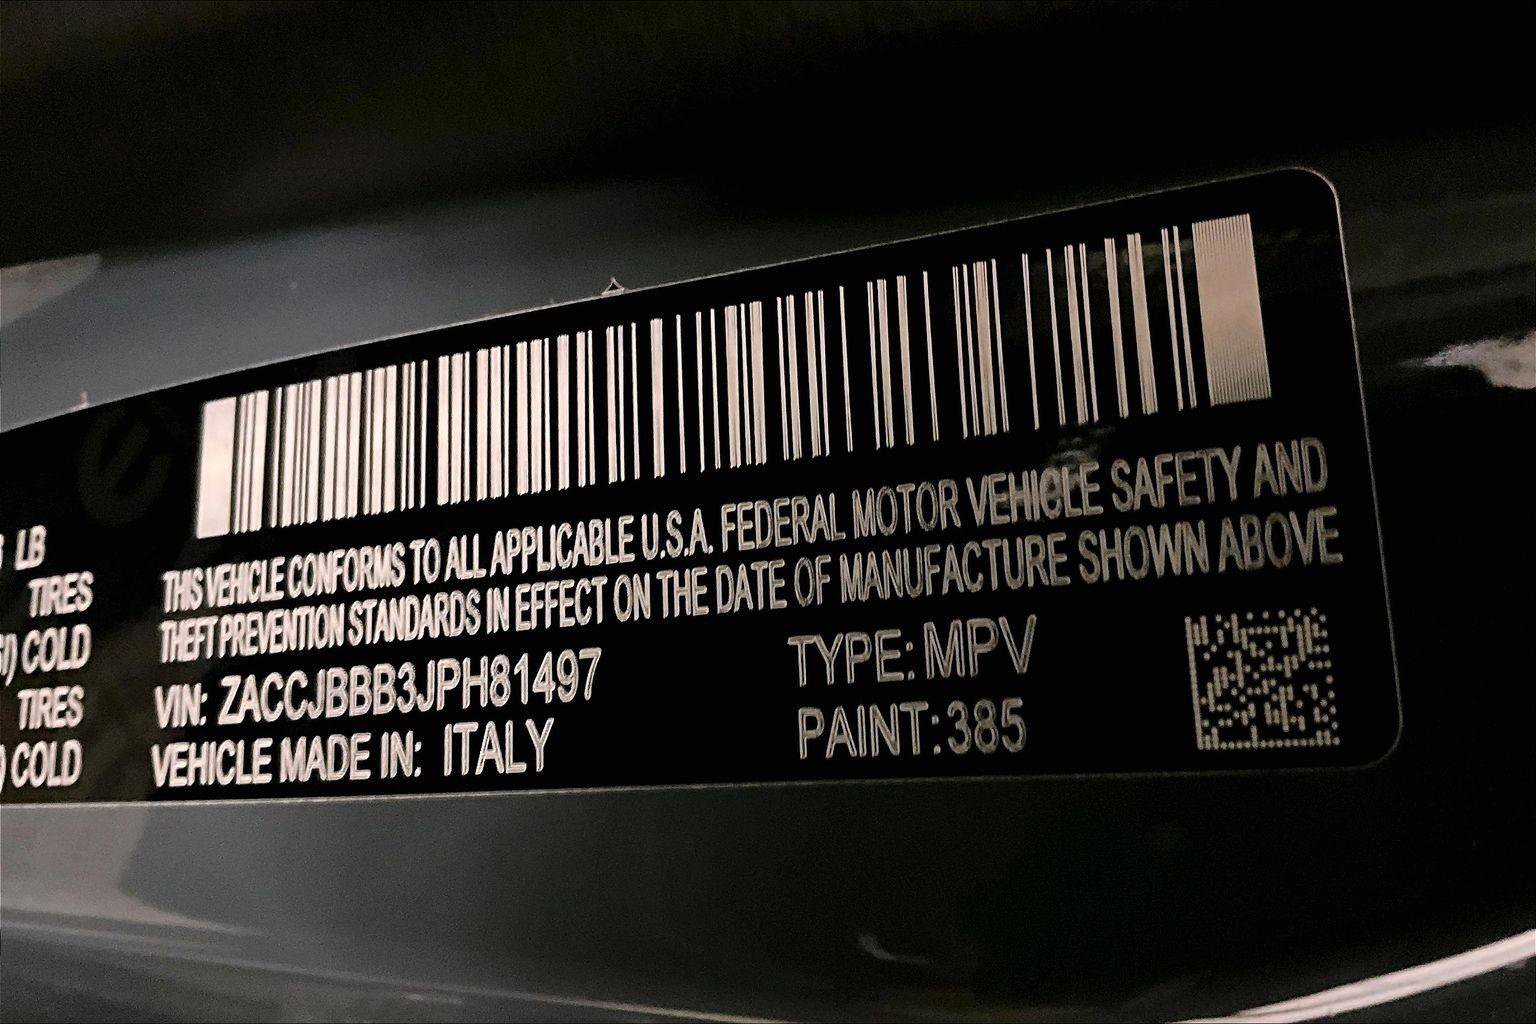 LB
TIRES
COLD
TIRES
COLD
THIS VEHICLE CONFORMS TO ALL APPLICABLE U.S.A. FEDERAL MOTOR VEHICLE SAFETY AND
THEFT PREVENTION STANDARDS IN EFFECT ON THE DATE OF MANUFACTURE SHOWN ABOVE
VIN: ZACCJBBB3JPH81497
TYPE: MPV
VEHICLE MADE IN: ITALY
PAINT: 385